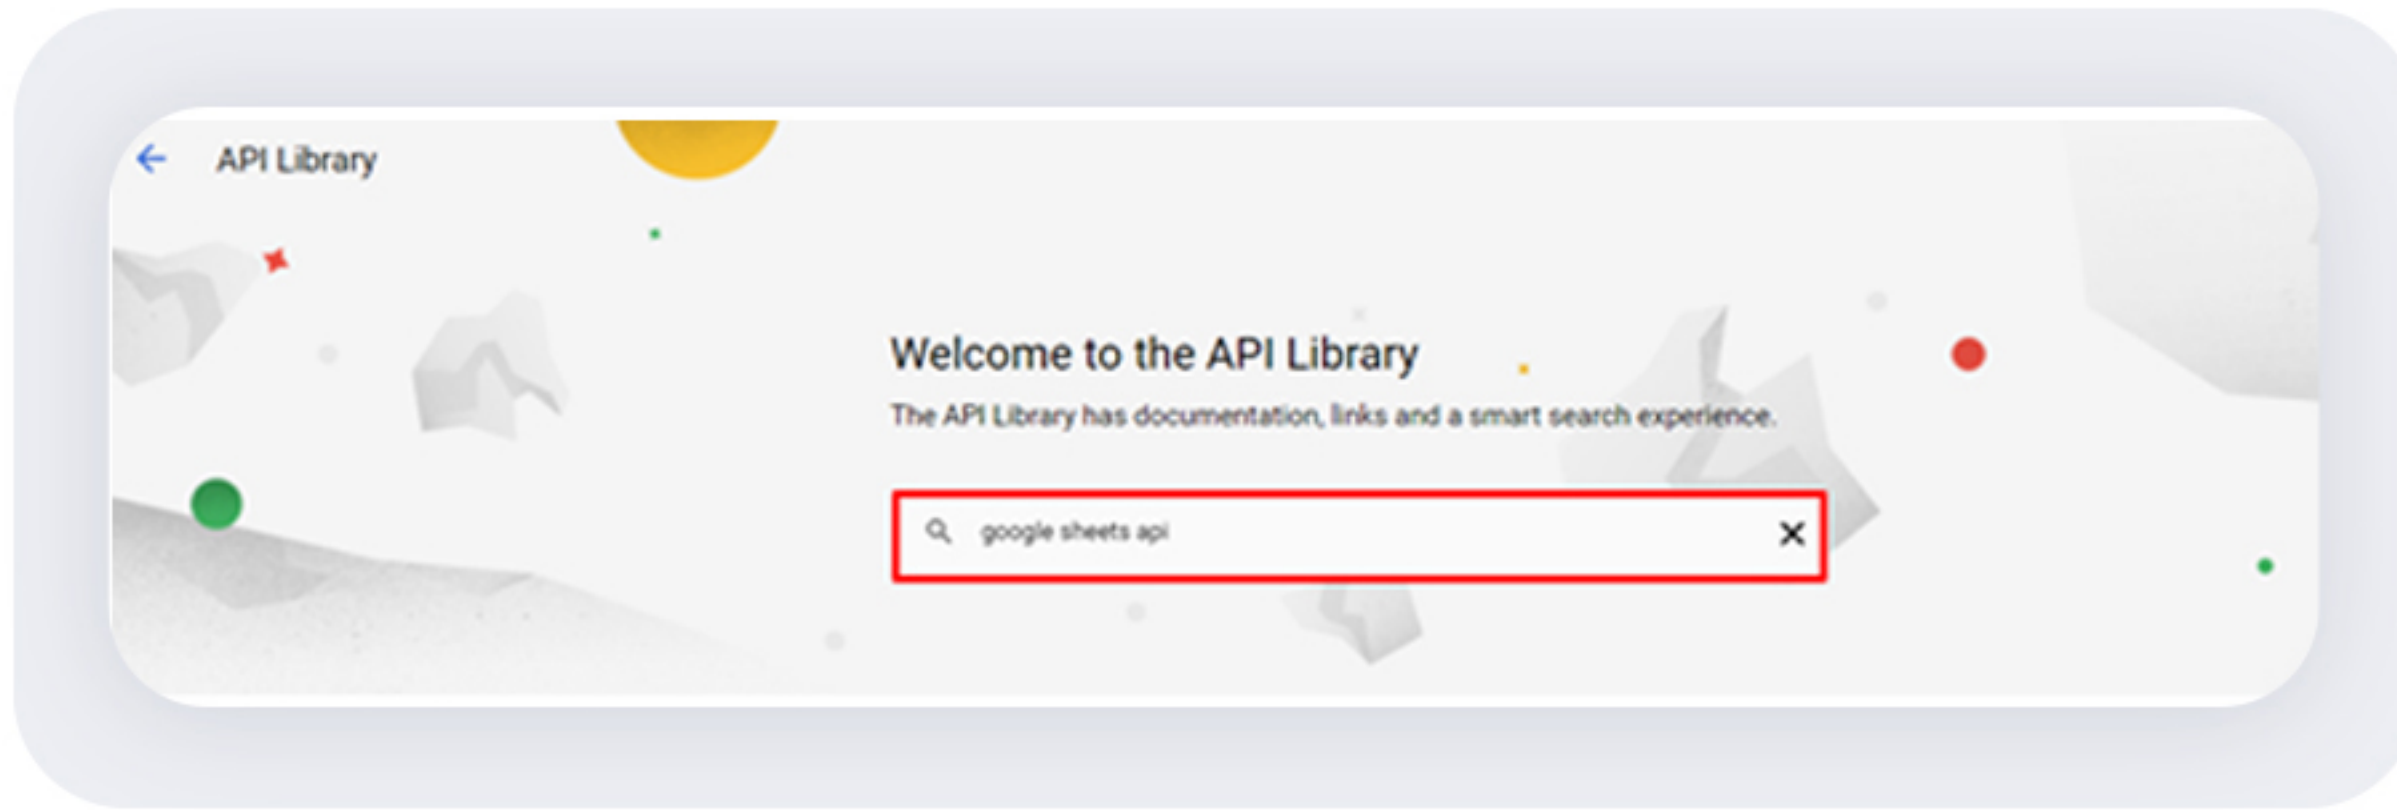 API Library
Welcome to the API Library
The API Library has documentation, links and a smart search experience.
google sheets api